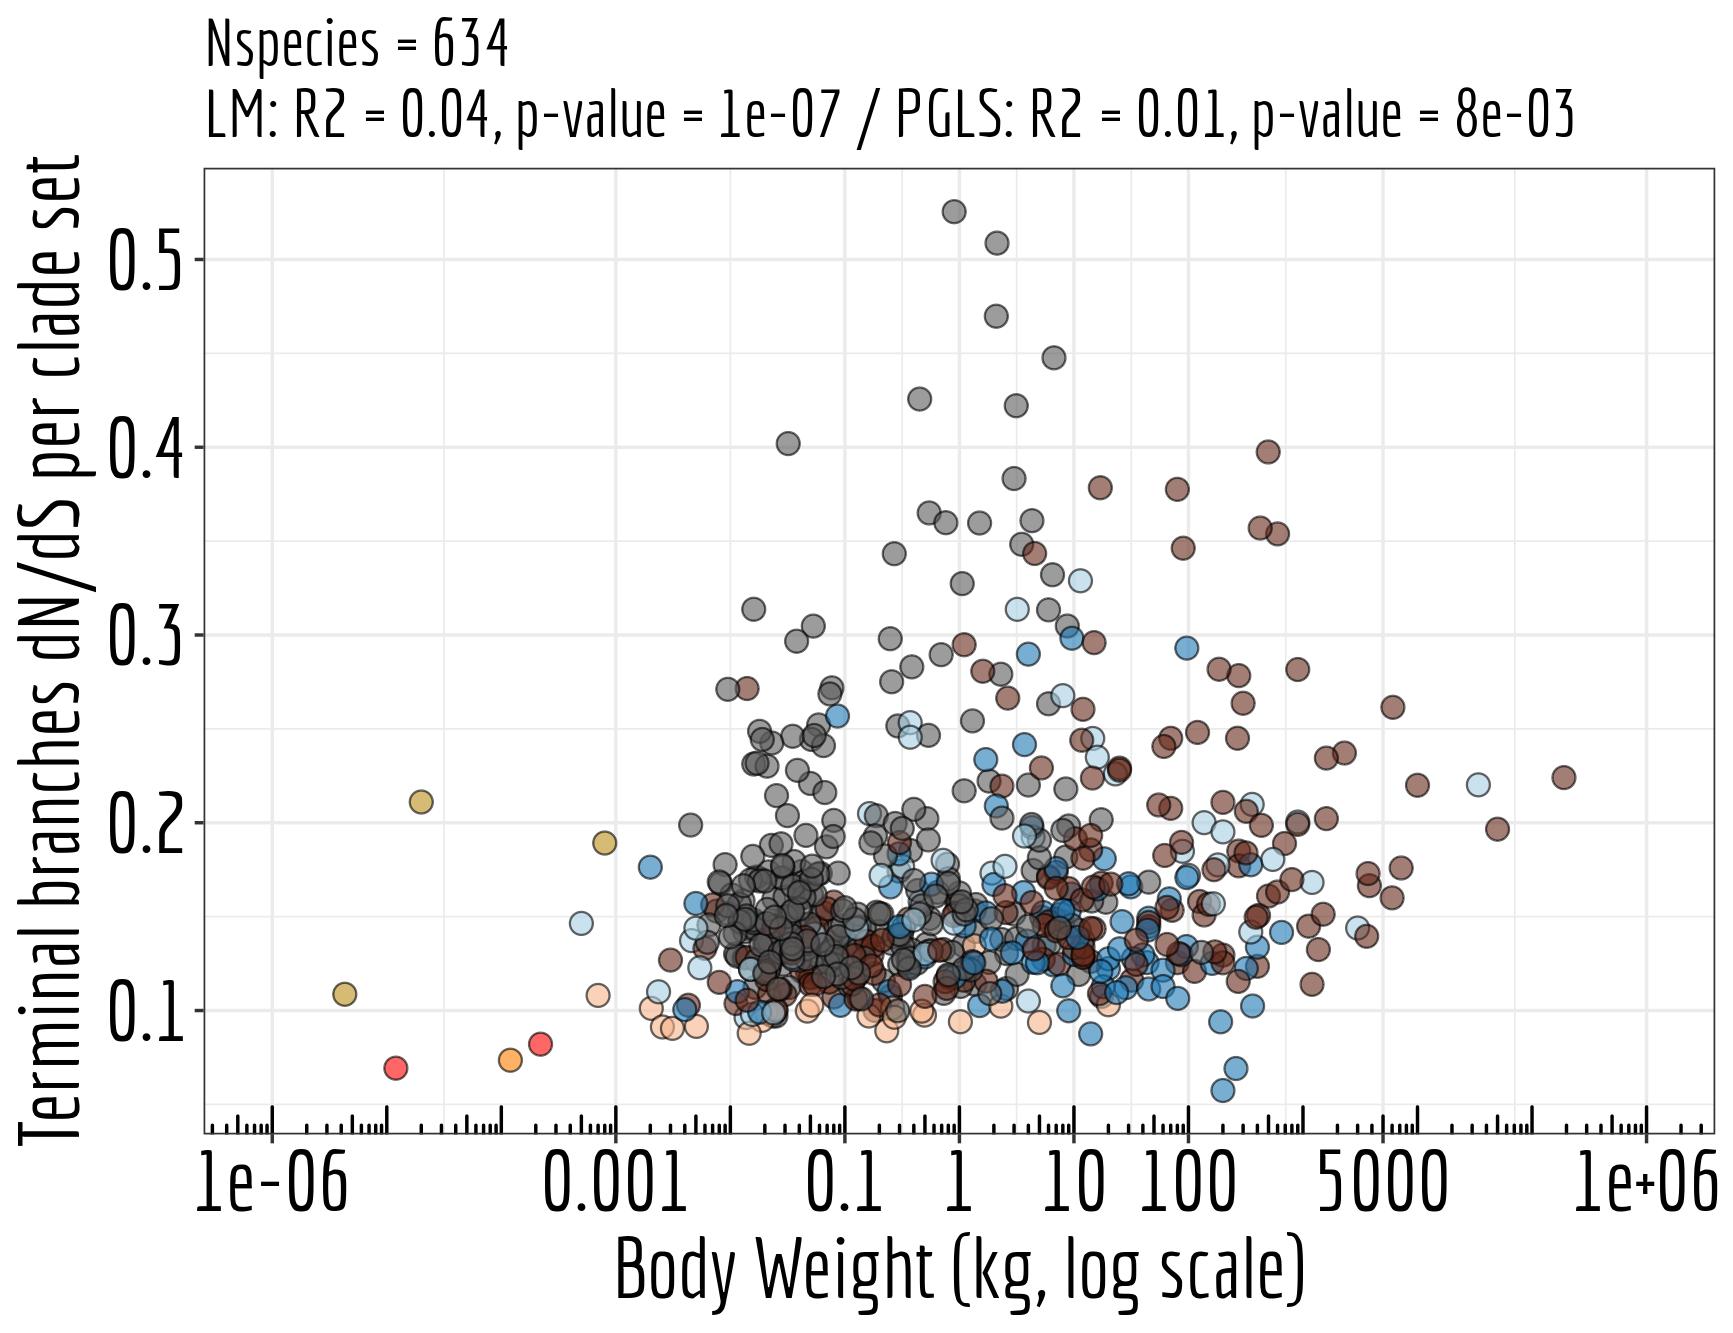 Nspecies = 634
LM: R2 = 0.04, p-value = 1e-07 / PGLS: R2 = 0.01, p-value = 8e-03
Terminal branches dN/dS per clade set
0.5
0.4
0.3
0.2
0.1
1e-06 0.001 0.1 1 10 100 5000 1e+06
Body Weight (kg, log scale)